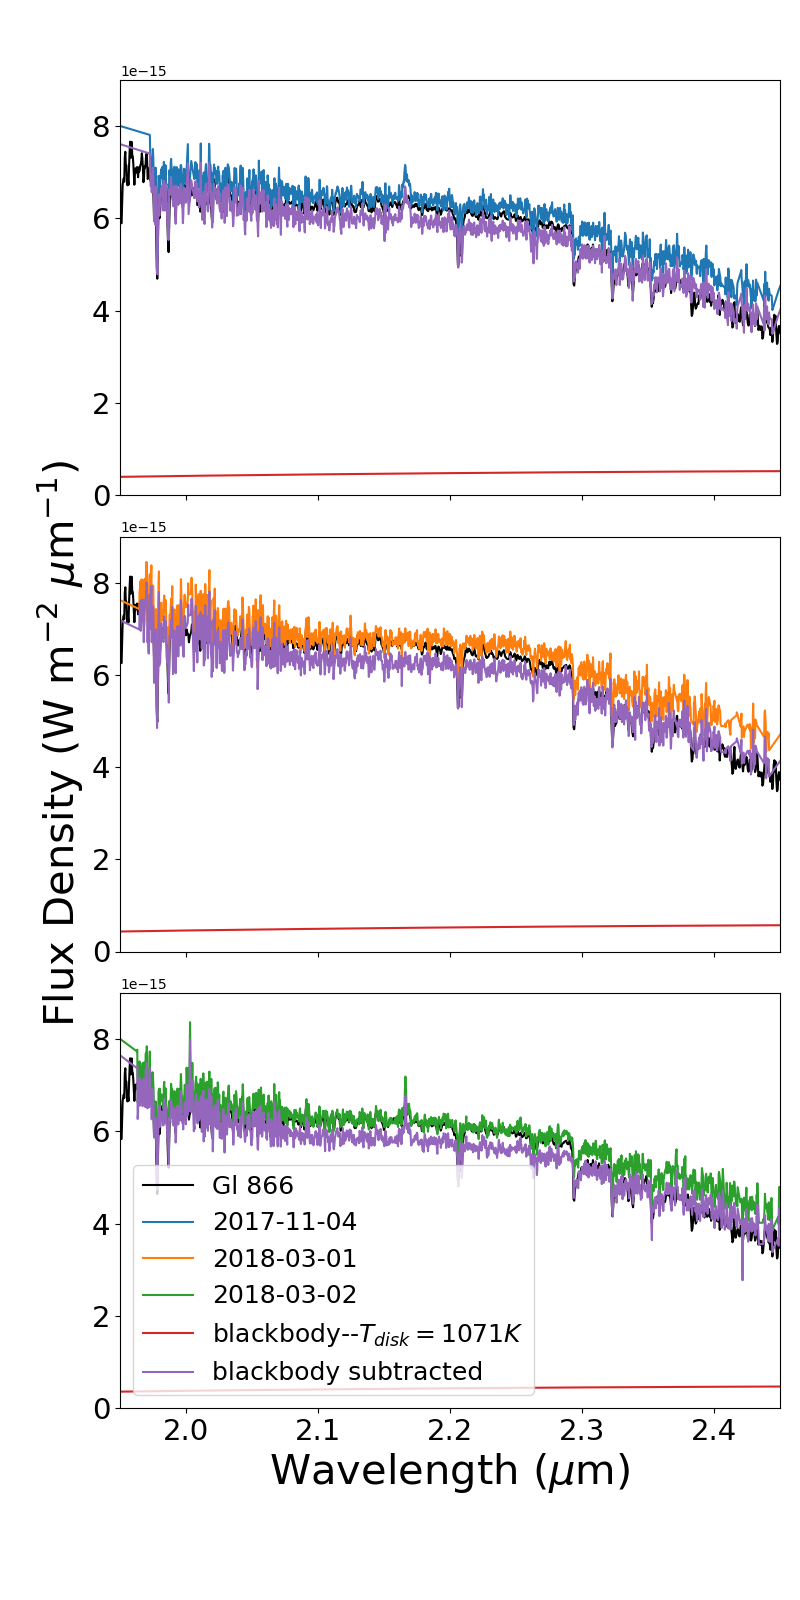 1e−15
8
6
4
2
0
1e−15
8
6
4
2
0
Flux Density (W m−2 μm−1)
1e−15
8
6
4
2
0
Gl 866
2017-11-04
2018-03-01
2018-03-02
blackbody--Tdisk = 1071K
blackbody subtracted
2.0 2.1 2.2 2.3 2.4
Wavelength (μm)